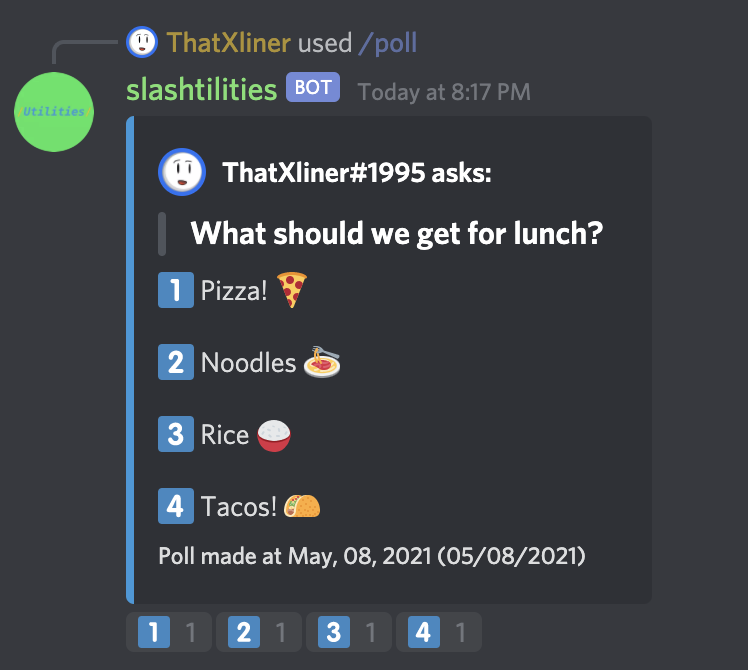 ThatXliner used /poll
Utilities
slashtilities BOT Today at 8:17 PM
ThatXliner#1995 asks:
What should we get for lunch?
1 Pizza!
2 Noodles
3 Rice
4 Tacos!
Poll made at May, 08, 2021 (05/08/2021)
1 1 2 1 3 1 4 1